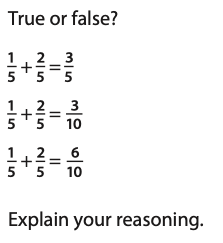 True or false?
1/5 + 2/5 = 3/5
1/5 + 2/5 = 3/10
1/5 + 2/5 = 6/10
Explain your reasoning.